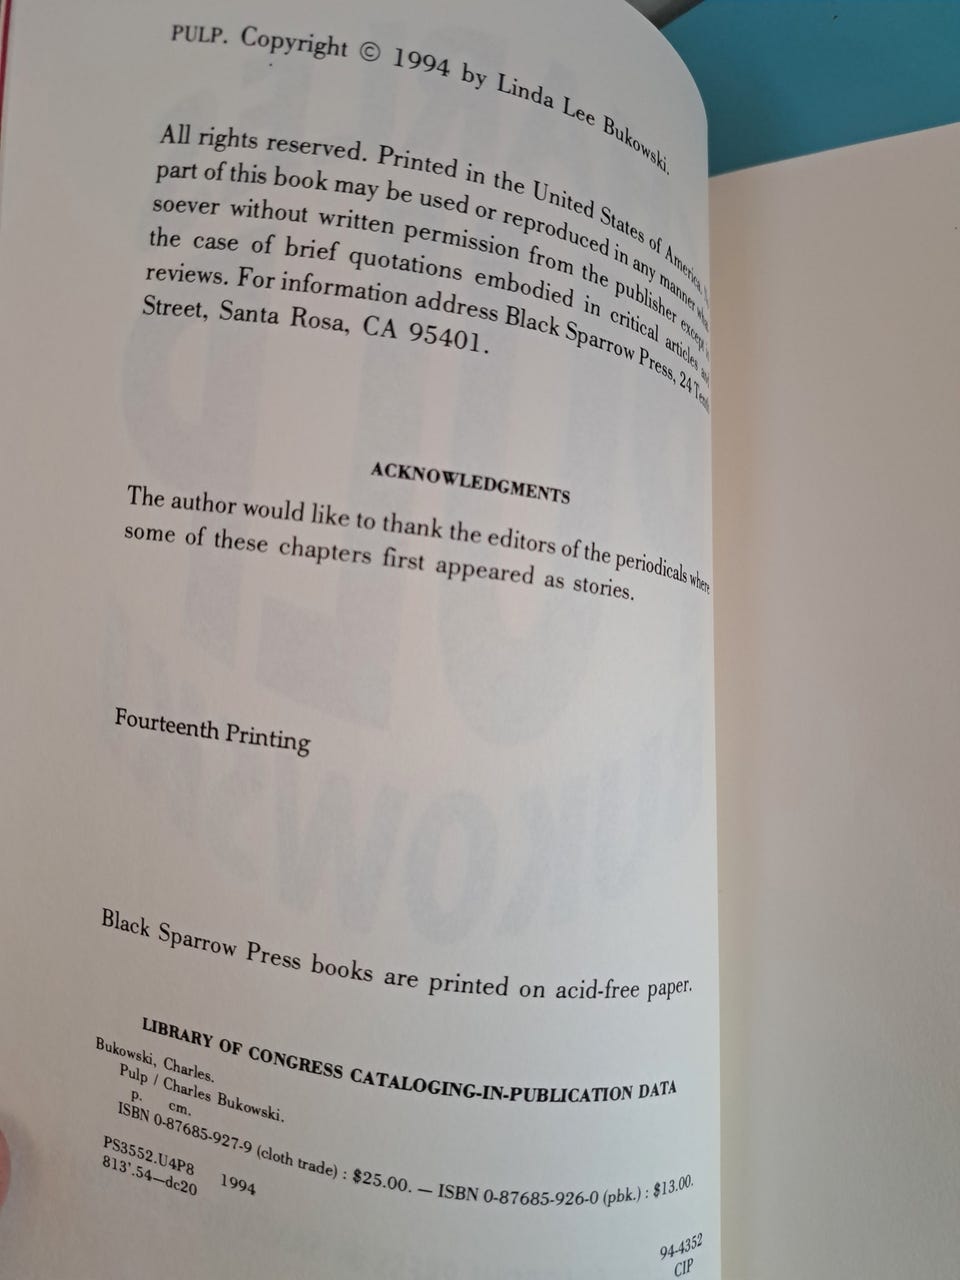 PULP. Copyright © 1994 by Linda Lee Bukowski.
All rights reserved. Printed in the United States of America.
part of this book may be used or reproduced in any manner what
soever without written permission from the publisher except in
the case of brief quotations embodied in critical articles and
reviews. For information address Black Sparrow Press, 24 Tenth
Street, Santa Rosa, CA 95401.
ACKNOWLEDGMENTS
The author would like to thank the editors of the periodicals where
some of these chapters first appeared as stories.
Fourteenth Printing
Black Sparrow Press books are printed on acid-free paper.
LIBRARY OF CONGRESS CATALOGING-IN-PUBLICATION DATA
Bukowski, Charles.
Pulp / Charles Bukowski.
p. cm.
ISBN 0-87685-927-9 (cloth trade) : $25.00. — ISBN 0-87685-926-0 (pbk.) : $13.00.
PS3552.U4P8 1994
813'.54—dc20
94-4352
CIP